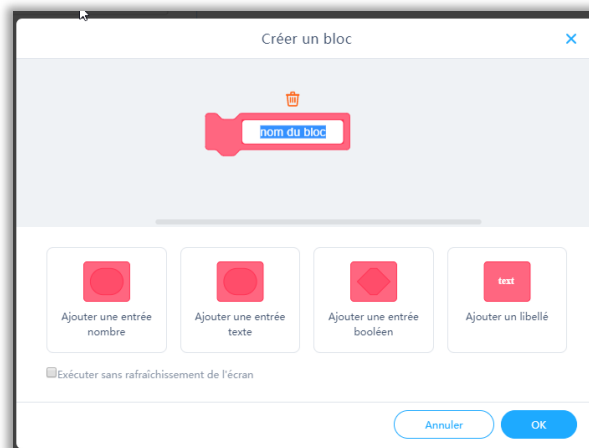 Créer un bloc
nom du bloc
text
Ajouter une entrée
nombre
Ajouter une entrée
texte
Ajouter une entrée
booléen
Ajouter un libellé
Exécuter sans rafraîchissement de l'écran
Annuler
OK